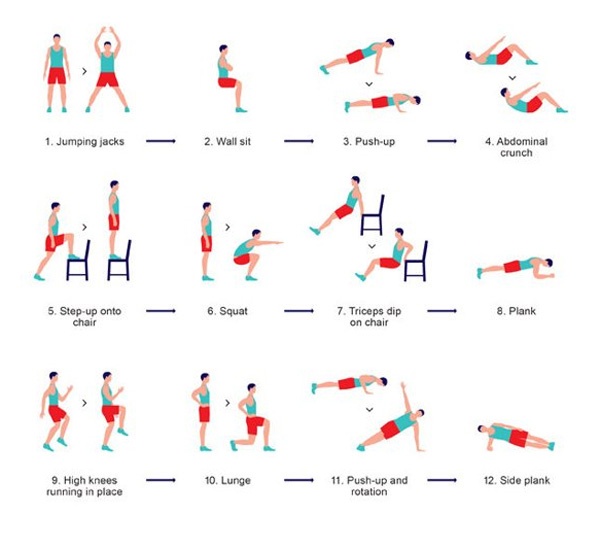 1. Jumping jacks
2. Wall sit
3. Push-up
4. Abdominal
crunch
5. Step-up onto
chair
6. Squat
7. Triceps dip
on chair
8. Plank
9. High knees
running in place
10. Lunge
11. Push-up and
rotation
12. Side plank